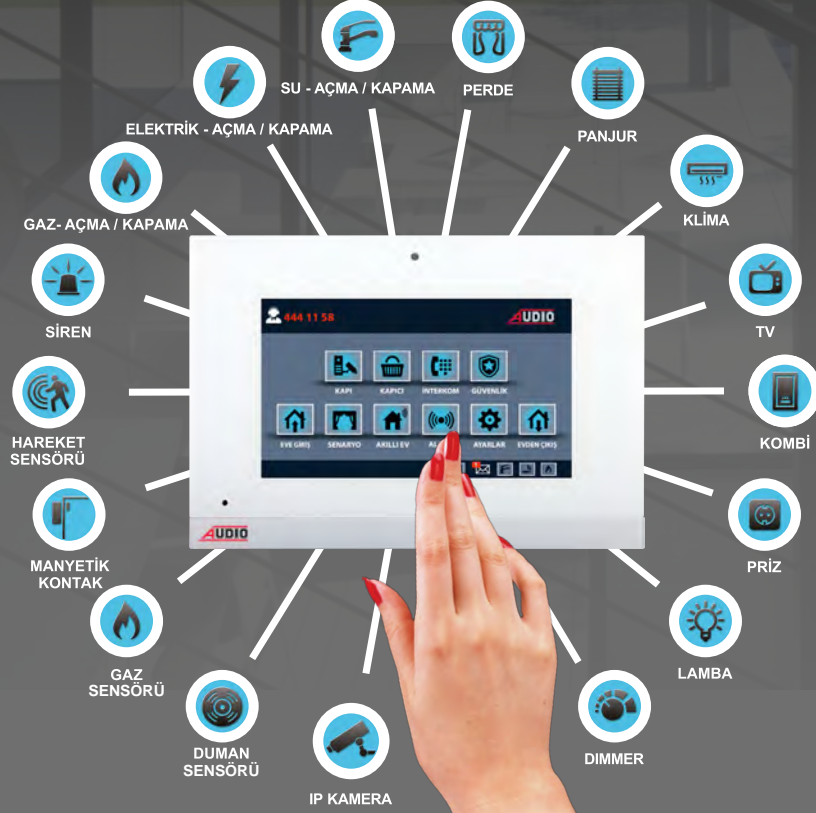 SU - AÇMA / KAPAMA
PERDE
ELEKTRİK - AÇMA / KAPAMA
PANJUR
GAZ- AÇMA / KAPAMA
KLİMA
SİREN
TV
HAREKET
SENSÖRÜ
KOMBİ
MANYETİK
KONTAK
PRİZ
GAZ
SENSÖRÜ
LAMBA
DUMAN
SENSÖRÜ
DIMMER
IP KAMERA
444 11 58
AUDIO
KAPI
KAPICI
İNTERKOM
GÜVENLİK
EVE GİRİŞ
SENARYO
AKILLI EV
AYARLAR
EVDEN ÇIKIŞ
AUDIO